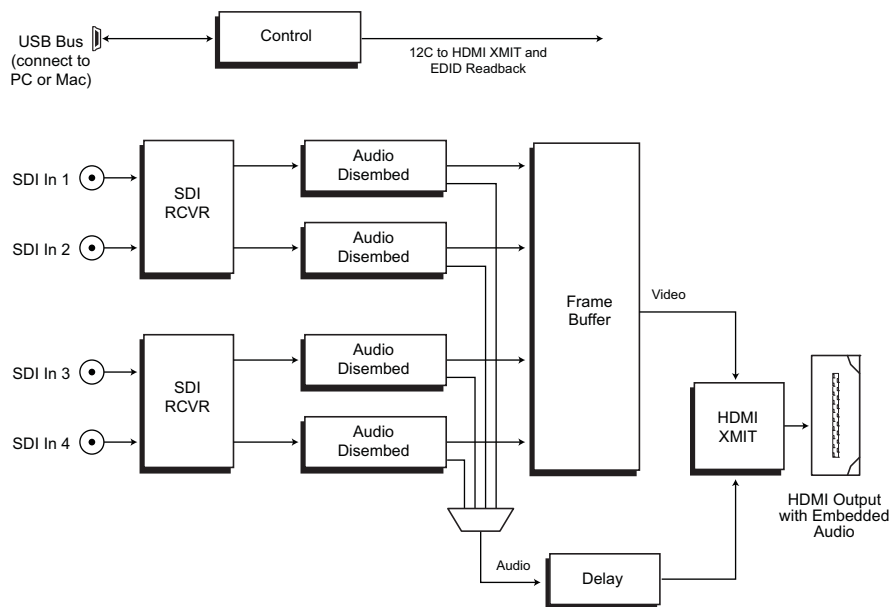 USB Bus
(connect to
PC or Mac)
Control
12C to HDMI XMIT and
EDID Readback
SDI In 1
SDI In 2
SDI
RCVR
Audio
Disembed
Audio
Disembed
SDI In 3
SDI In 4
SDI
RCVR
Audio
Disembed
Audio
Disembed
Frame
Buffer
Video
HDMI
XMIT
HDMI Output
with Embedded
Audio
Audio
Delay